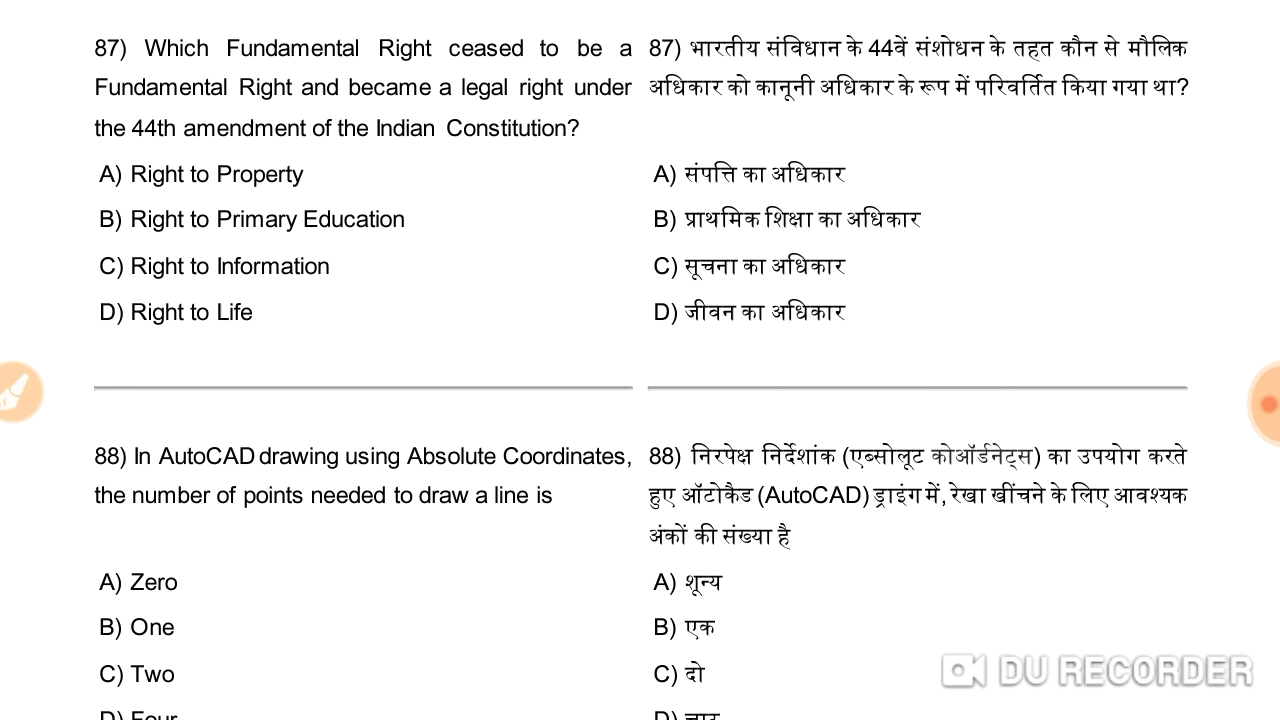 87) Which Fundamental Right ceased to be a
Fundamental Right and became a legal right under
the 44th amendment of the Indian Constitution?
A) Right to Property
B) Right to Primary Education
C) Right to Information
D) Right to Life
87) भारतीय संविधान के 44वें संशोधन के तहत कौन से मौलिक
अधिकार को कानूनी अधिकार के रूप में परिवर्तित किया गया था?
A) संपत्ति का अधिकार
B) प्राथमिक शिक्षा का अधिकार
C) सूचना का अधिकार
D) जीवन का अधिकार
88) In AutoCAD drawing using Absolute Coordinates,
the number of points needed to draw a line is
A) Zero
B) One
C) Two
D) Four
88) निरपेक्ष निर्देशांक (एब्सोलूट कोऑर्डनेट्स) का उपयोग करते
हुए ऑटोकैड (AutoCAD) ड्राइंग में, रेखा खींचने के लिए आवश्यक
अंकों की संख्या है
A) शून्य
B) एक
C) दो
D) चार
DU RECORDER